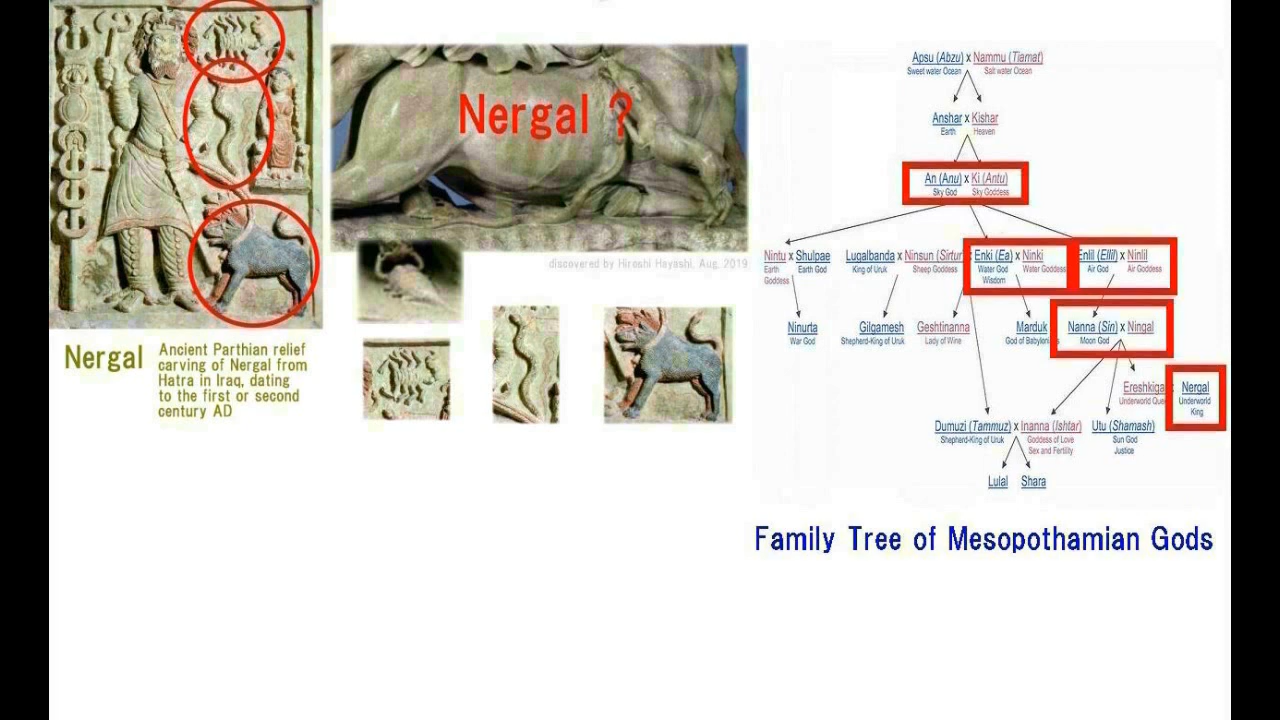 Nergal ?
discovered by Hiroshi Hayashi, Aug. 2019
Nergal
Ancient Parthian relief
carving of Nergal from
Hatra in Iraq, dating
to the first or second
century AD
Apsu (Abzu) x Nammu (Tiamat)
Sweet water Ocean Salt water Ocean
Anshar x Kishar
Earth Heaven
An (Anu) x Ki (Antu)
Sky God Sky Goddess
Nintu x Shulpae Lugalbanda x Ninsun (Sirtur Enki (Ea) x Ninki Enlil (Ellil) x Ninlil
Earth Earth God King of Uruk Sheep Goddess Water God Water Goddess Air God Air Goddess
Goddess Wisdom
Ninurta Gilgamesh Geshtinanna Marduk Nanna (Sin) x Ningal
War God Shepherd-King of Uruk Lady of Wine God of Babylonia Moon God
Ereshkiga Nergal
Underworld Que Underworld
King
Dumuzi (Tammuz) x Inanna (Ishtar) Utu (Shamash)
Shepherd-King of Uruk Goddess of Love Sun God
Sex and Fertility Justice
Lulal Shara
Family Tree of Mesopothamian Gods